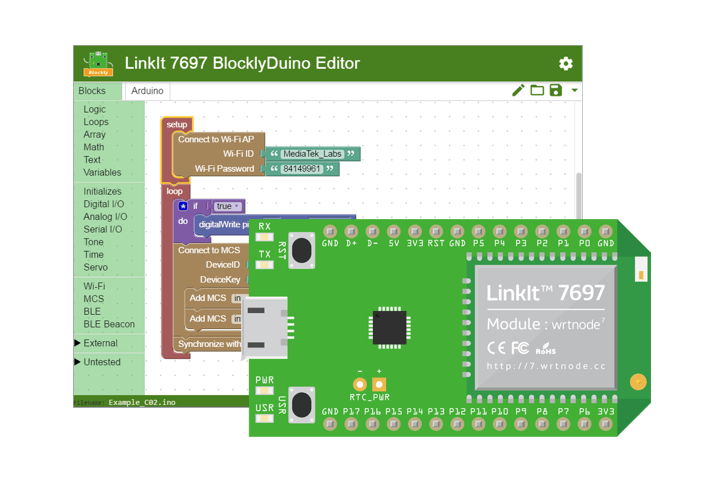 LinkIt 7697 BlocklyDuino Editor
Blockly
Blocks
Arduino
Logic
Loops
Array
Math
Text
Variables
Initializes
Digital I/O
Analog I/O
Serial I/O
Tone
Time
Servo
Wi-Fi
MCS
BLE
BLE Beacon
External
Untested
setup
Connect to Wi-Fi AP
Wi-Fi ID “ MediaTek_Labs ”
Wi-Fi Password “ 84149961 ”
loop
if true
do digitalWrite
Connect to MCS
DeviceID
DeviceKey
Add MCS
Add MCS
Synchronize with
Filename: Example_C02.ino
RX
TX
RST
GND D+ D- 5V 3V3 RST GND P5 P4 P3 P2 P1 P0 GND
LinkIt™ 7697
Module : wrtnode⁷
CE FC RoHS
http://7.wrtnode.cc
- +
RTC_PWR
PWR
USR
USR
GND P17 P16 P15 P14 P13 P12 P11 P10 P9 P8 P7 P6 3V3